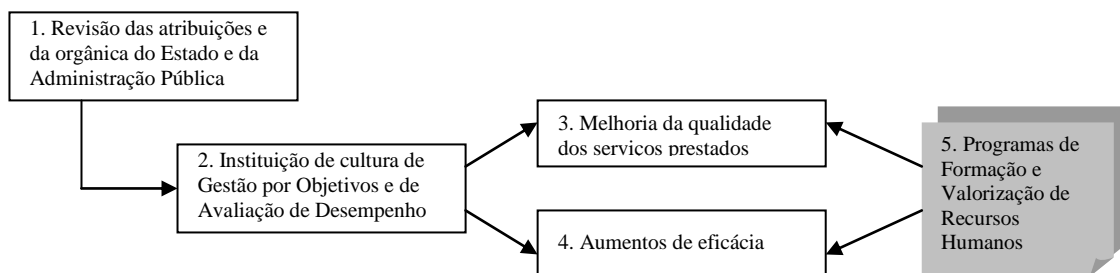 1. Revisão das atribuições e
da orgânica do Estado e da
Administração Pública
2. Instituição de cultura de
Gestão por Objetivos e de
Avaliação de Desempenho
3. Melhoria da qualidade
dos serviços prestados
4. Aumentos de eficácia
5. Programas de
Formação e
Valorização de
Recursos
Humanos